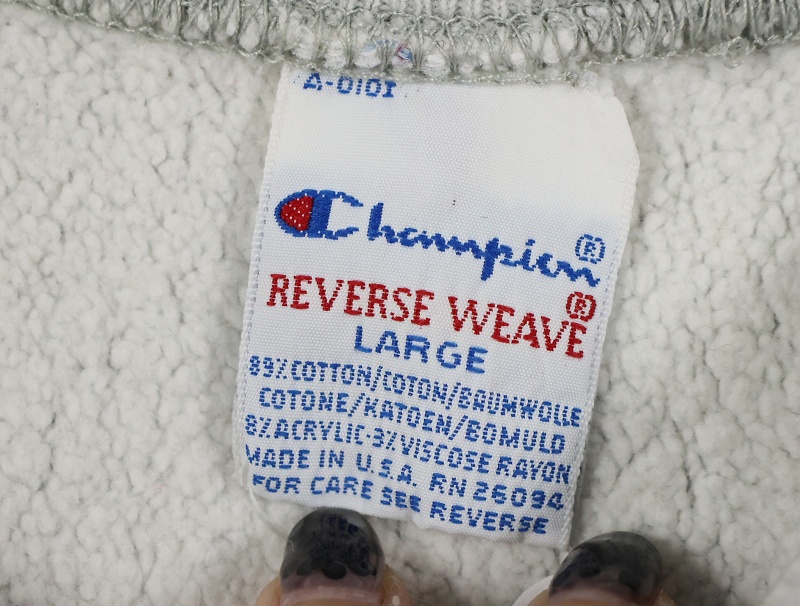 A-0101
Champion®
REVERSE WEAVE®
LARGE
89% COTTON/COTON/BAUMWOLLE
COTONE/KATOEN/BOMULD
8% ACRYLIC-3% VISCOSE RAYON
MADE IN U.S.A. RN 26094
FOR CARE SEE REVERSE